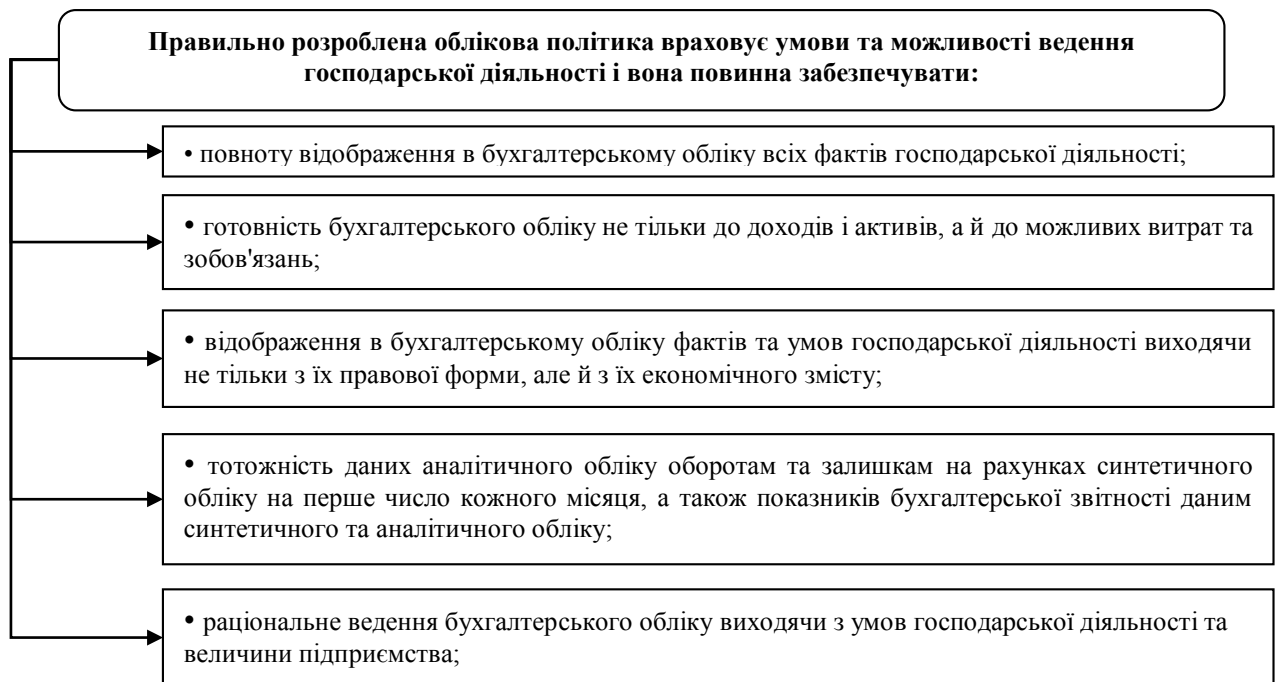 Правильно розроблена облікова політика враховує умови та можливості ведення
господарської діяльності і вона повинна забезпечувати:
• повноту відображення в бухгалтерському обліку всіх фактів господарської діяльності;
• готовність бухгалтерського обліку не тільки до доходів і активів, а й до можливих витрат та
зобов'язань;
• відображення в бухгалтерському обліку фактів та умов господарської діяльності виходячи
не тільки з їх правової форми, але й з їх економічного змісту;
• тотожність даних аналітичного обліку оборотам та залишкам на рахунках синтетичного
обліку на перше число кожного місяця, а також показників бухгалтерської звітності даним
синтетичного та аналітичного обліку;
• раціональне ведення бухгалтерського обліку виходячи з умов господарської діяльності та
величини підприємства;